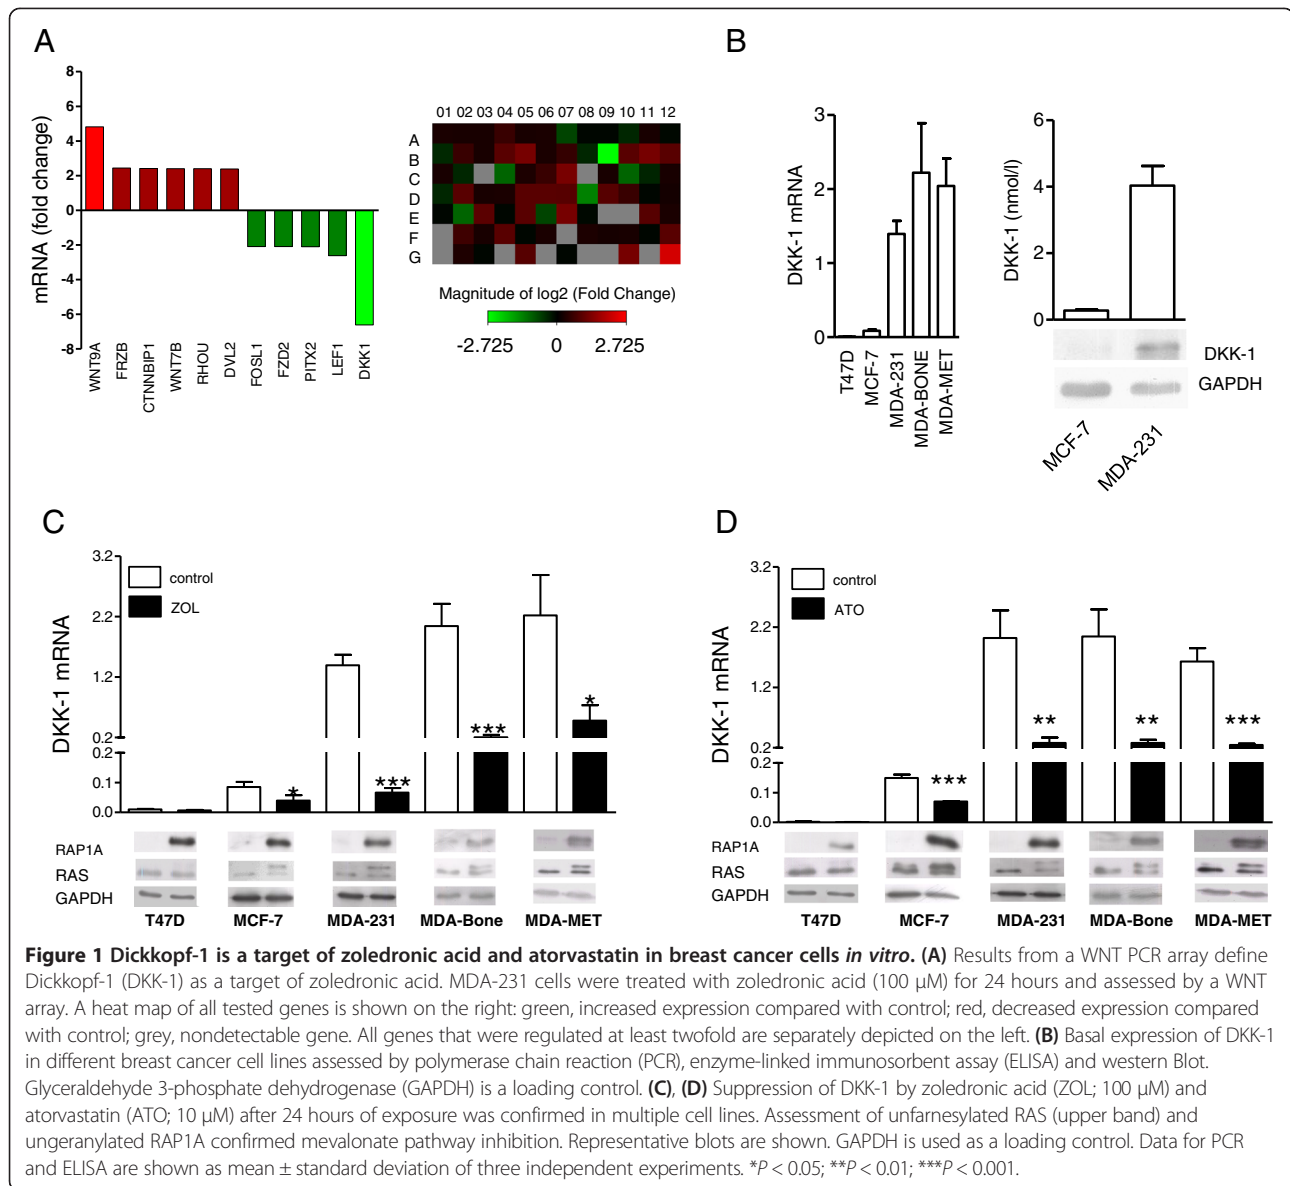 A
8
6
4
2
0
-2
-4
-6
-8
mRNA (fold change)
WNT9A
FRZB
CTNNBIP1
WNT7B
RHOU
DVL2
FOSL1
FZD2
PITX2
LEF1
DKK1
01 02 03 04 05 06 07 08 09 10 11 12
A
B
C
D
E
F
G
Magnitude of log2 (Fold Change)
-2.725 0 2.725
B
3
2
1
0
DKK-1 mRNA
T47D
MCF-7
MDA-231
MDA-BONE
MDA-MET
6
4
2
0
DKK-1 (nmol/l)
DKK-1
GAPDH
MCF-7
MDA-231
C
3.2
2.2
1.2
0.2
0.2
0.1
0.0
DKK-1 mRNA
control
ZOL
*
***
***
*
RAP1A
RAS
GAPDH
T47D MCF-7 MDA-231 MDA-Bone MDA-MET
D
3.2
2.2
1.2
0.2
0.2
0.1
0.0
DKK-1 mRNA
control
ATO
***
**
**
***
RAP1A
RAS
GAPDH
T47D MCF-7 MDA-231 MDA-Bone MDA-MET
Figure 1 Dickkopf-1 is a target of zoledronic acid and atorvastatin in breast cancer cells in vitro. (A) Results from a WNT PCR array define
Dickkopf-1 (DKK-1) as a target of zoledronic acid. MDA-231 cells were treated with zoledronic acid (100 μM) for 24 hours and assessed by a WNT
array. A heat map of all tested genes is shown on the right: green, increased expression compared with control; red, decreased expression compared
with control; grey, nondetectable gene. All genes that were regulated at least twofold are separately depicted on the left. (B) Basal expression of DKK-1
in different breast cancer cell lines assessed by polymerase chain reaction (PCR), enzyme-linked immunosorbent assay (ELISA) and western Blot.
Glyceraldehyde 3-phosphate dehydrogenase (GAPDH) is a loading control. (C), (D) Suppression of DKK-1 by zoledronic acid (ZOL; 100 μM) and
atorvastatin (ATO; 10 μM) after 24 hours of exposure was confirmed in multiple cell lines. Assessment of unfarnesylated RAS (upper band) and
ungeranylated RAP1A confirmed mevalonate pathway inhibition. Representative blots are shown. GAPDH is used as a loading control. Data for PCR
and ELISA are shown as mean ± standard deviation of three independent experiments. *P < 0.05; **P < 0.01; ***P < 0.001.